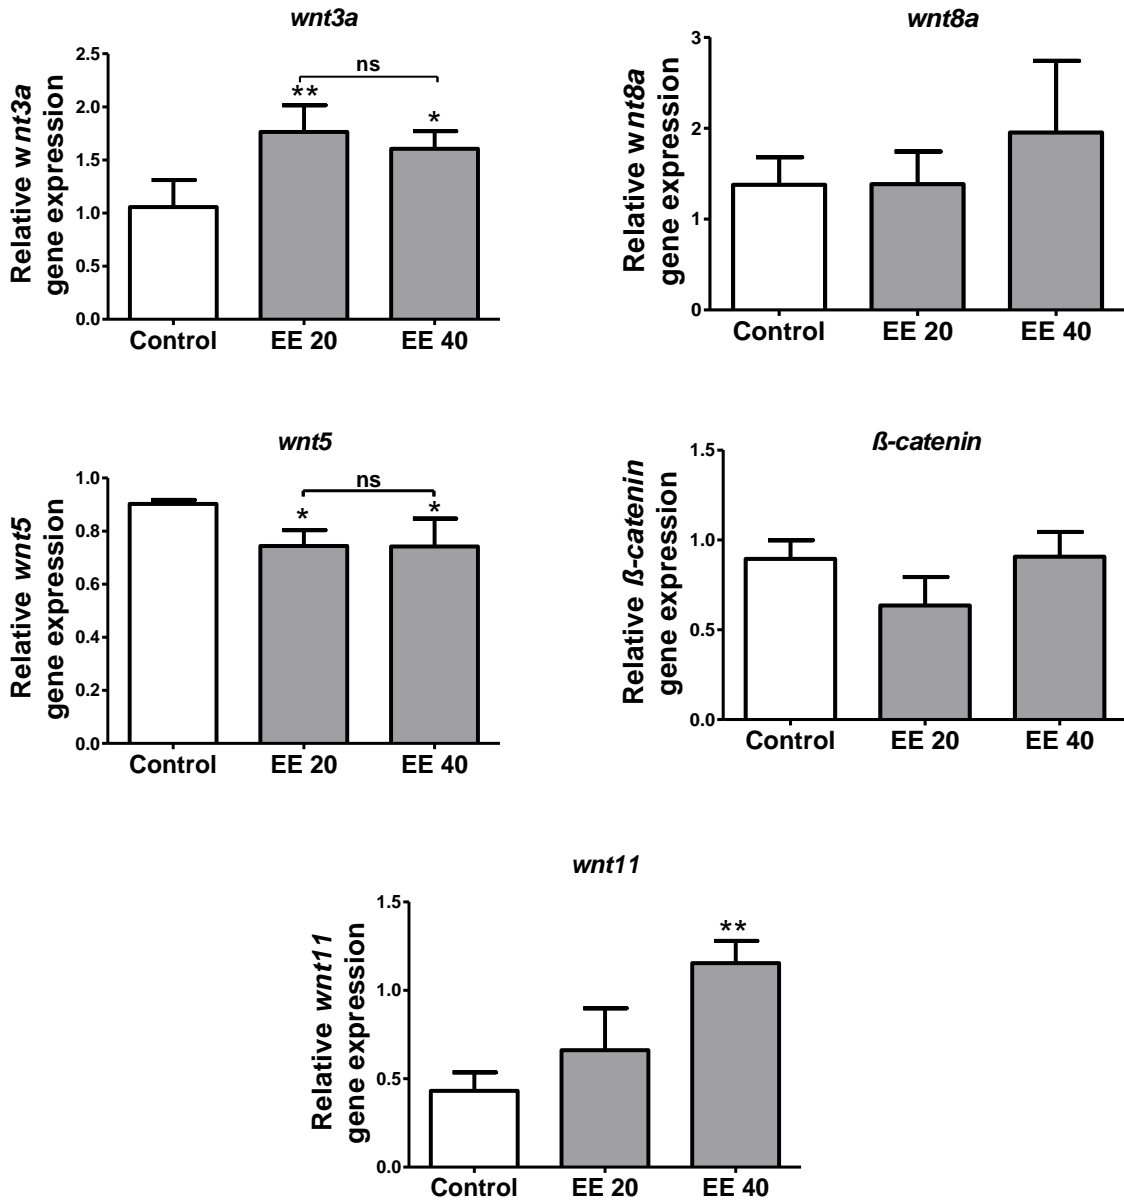 wnt3a
Relative wnt3a
gene expression
2.5
2.0
1.5
1.0
0.5
0.0
ns
**
*
Control EE 20 EE 40
wnt8a
Relative wnt8a
gene expression
3
2
1
0
Control EE 20 EE 40
wnt5
Relative wnt5
gene expression
1.0
0.8
0.6
0.4
0.2
0.0
ns
*
*
Control EE 20 EE 40
ß-catenin
Relative ß-catenin
gene expression
1.5
1.0
0.5
0.0
Control EE 20 EE 40
wnt11
Relative wnt11
gene expression
1.5
1.0
0.5
0.0
**
Control EE 20 EE 40